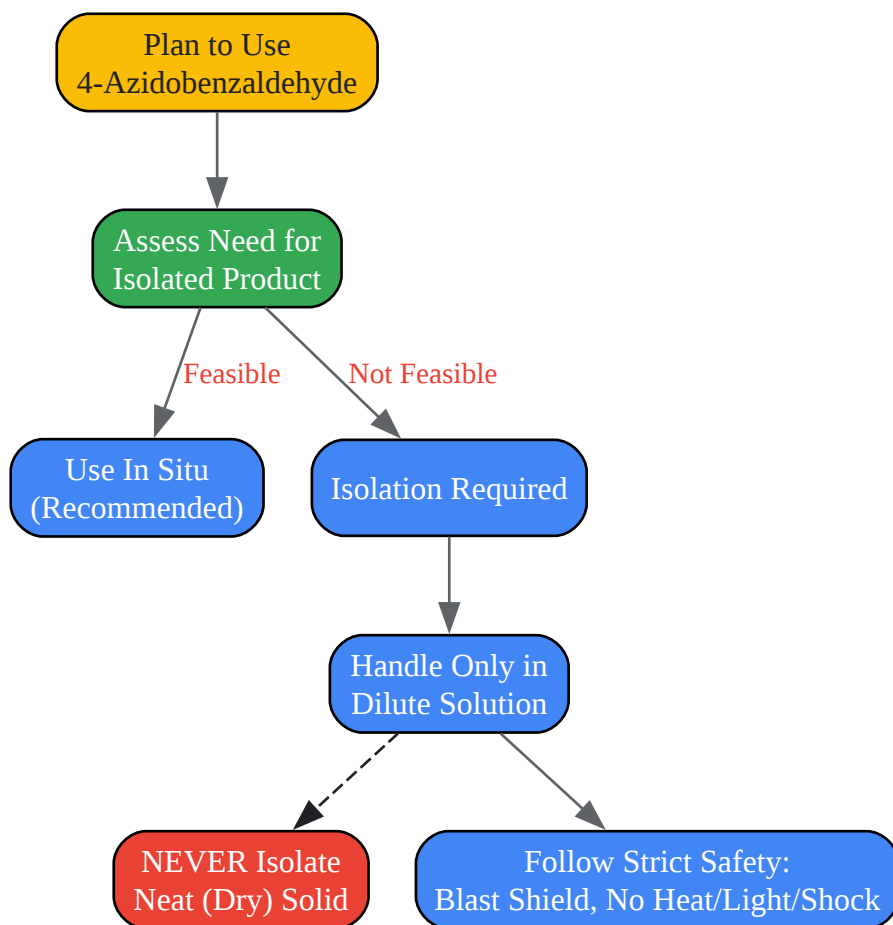 Plan to Use
4-Azidobenzaldehyde
Assess Need for
Isolated Product
Feasible
Not Feasible
Use In Situ
(Recommended)
Isolation Required
Handle Only in
Dilute Solution
NEVER Isolate
Neat (Dry) Solid
Follow Strict Safety:
Blast Shield, No Heat/Light/Shock